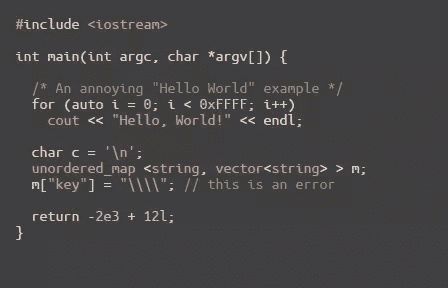 #include <iostream>
int main(int argc, char *argv[]) {
/* An annoying "Hello World" example */
for (auto i = 0; i < 0xFFFF; i++)
cout << "Hello, World!" << endl;
char c = '\n';
unordered_map <string, vector<string> > m;
m["key"] = "\\\\"; // this is an error
return -2e3 + 12l;
}